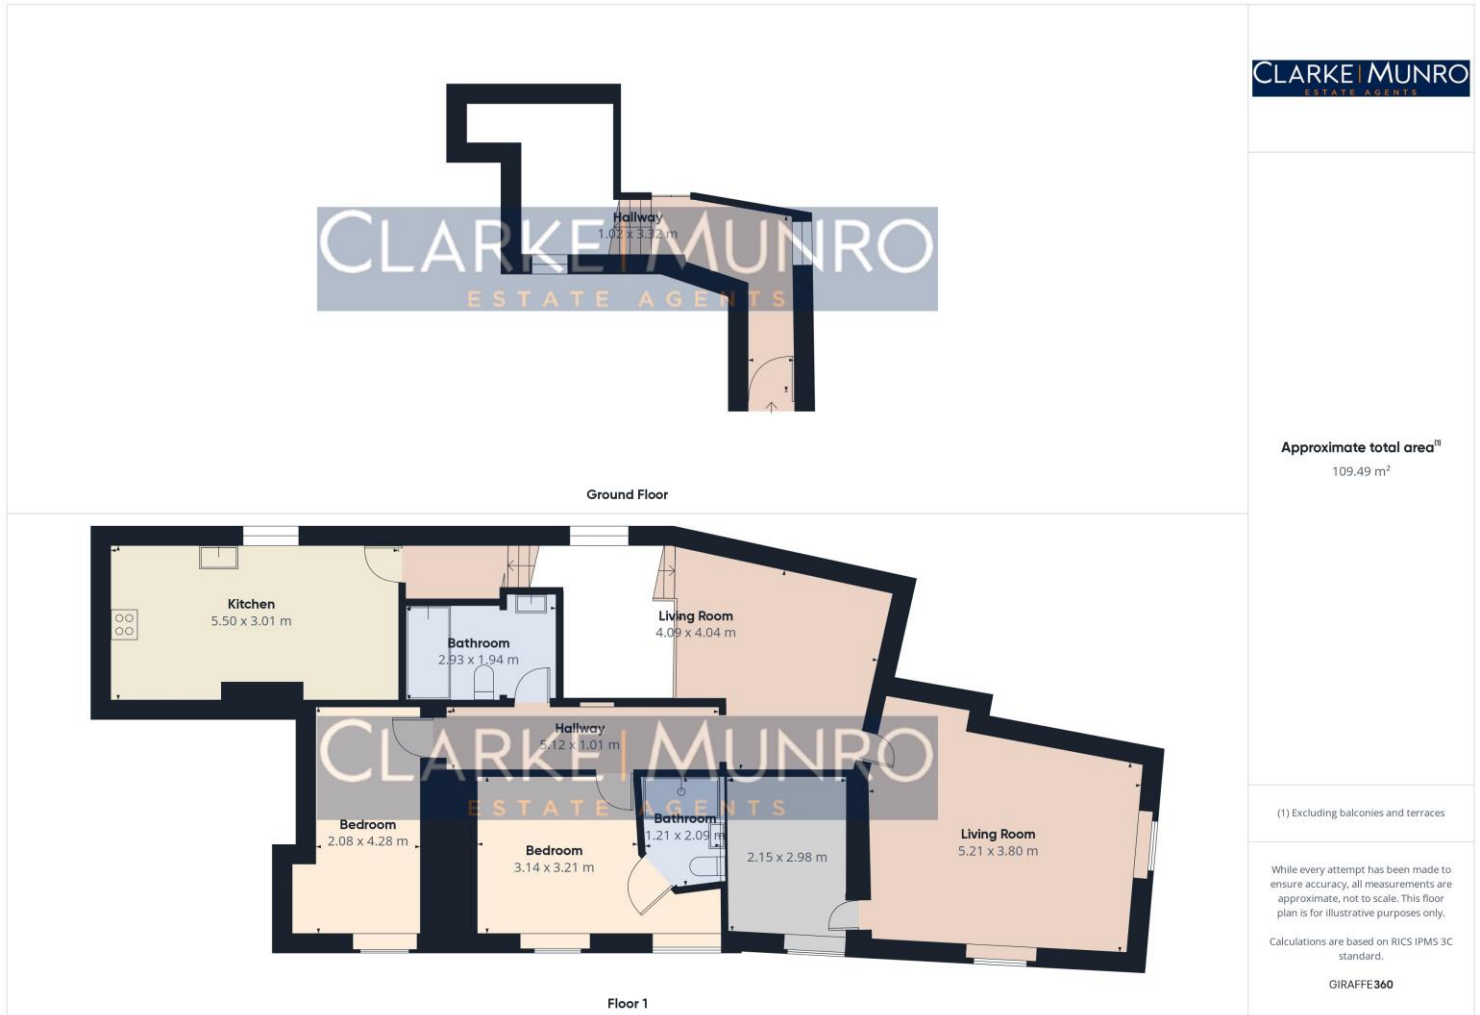 CLARKE MUNRO
ESTATE AGENTS
Hallway
1.02 x 3.32 m
CLARKE MUNRO
ESTATE AGENTS
Ground Floor
Approximate total area(1)
109.49 m²
Kitchen
5.50 x 3.01 m
Bathroom
2.93 x 1.94 m
Living Room
4.09 x 4.04 m
Hallway
5.12 x 1.01 m
CLARKE MUNRO
ESTATE AGENTS
Bedroom
2.08 x 4.28 m
Bedroom
3.14 x 3.21 m
Bathroom
1.21 x 2.09 m
2.15 x 2.98 m
Living Room
5.21 x 3.80 m
Floor 1
(1) Excluding balconies and terraces
While every attempt has been made to
ensure accuracy, all measurements are
approximate, not to scale. This floor
plan is for illustrative purposes only.
Calculations are based on RICS IPMS 3C
standard.
GIRAFFE360